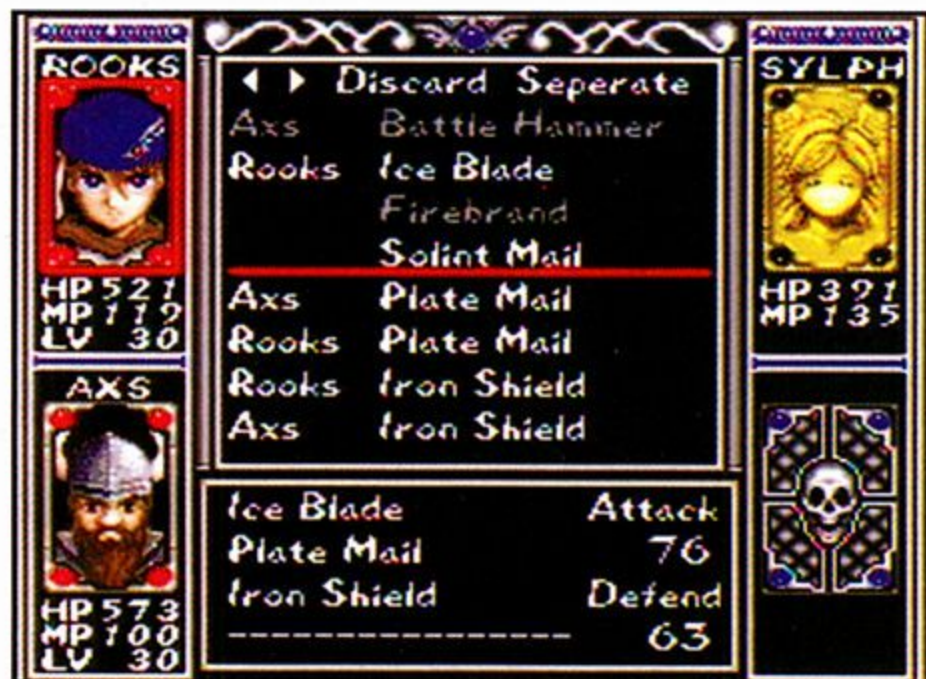 ROOKS
HP 521
MP 119
LV 30
AXS
HP 573
MP 100
LV 30
Discard Seperate
Axs Battle Hammer
Rooks Ice Blade
Firebrand
Solint Mail
Axs Plate Mail
Rooks Plate Mail
Rooks Iron Shield
Axs Iron Shield
Ice Blade Attack
Plate Mail 76
Iron Shield Defend
---------------- 63
SYLPH
HP 391
MP 135